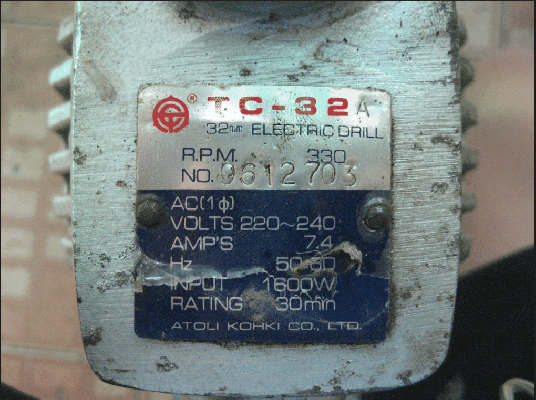 ® TC-32A
32mm ELECTRIC DRILL
R.P.M. 330
NO. 9612703
AC(1ϕ)
VOLTS 220~240
AMP'S 7.4
Hz 50-60
INPUT 1600W
RATING 30min
ATOLI KOHKI CO., LTD.